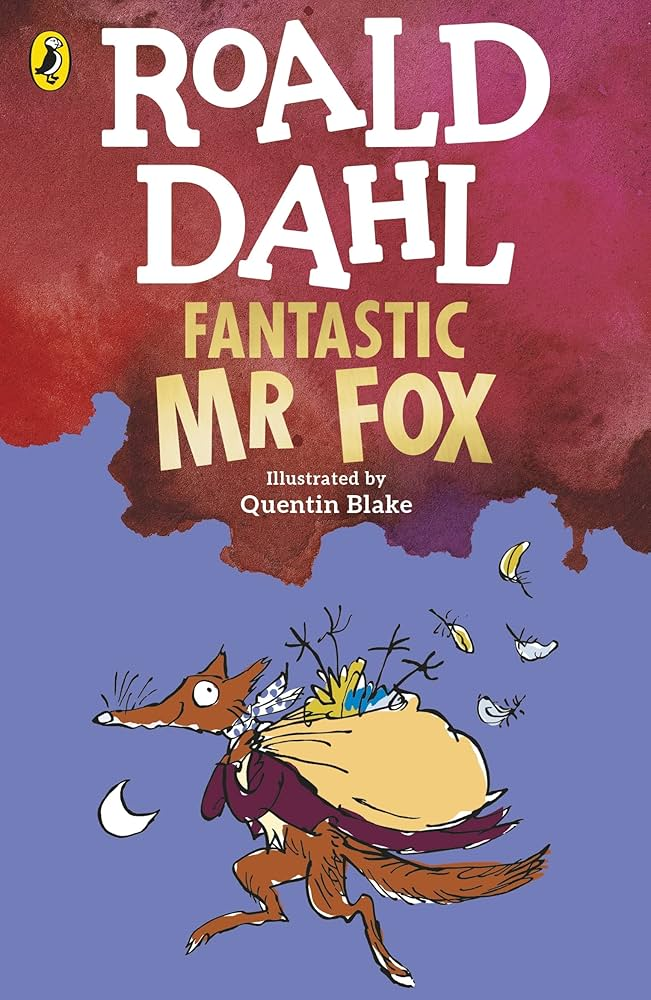 ROALD
DAHL
FANTASTIC
MR FOX
Illustrated by
Quentin Blake